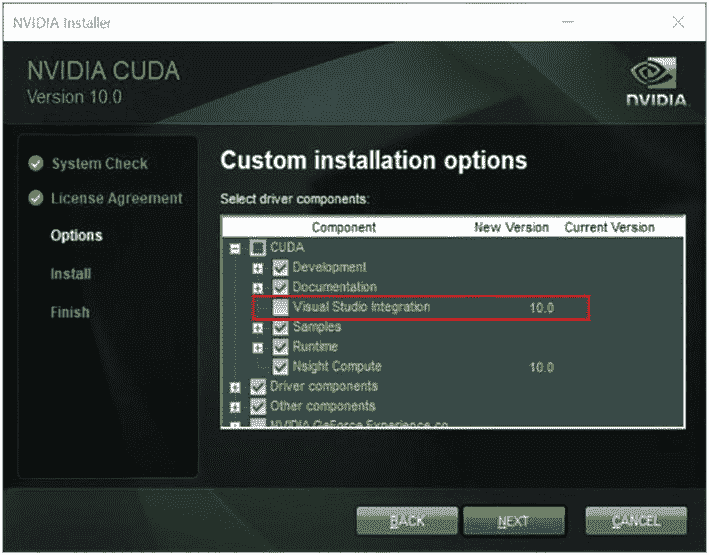 NVIDIA Installer
NVIDIA CUDA
Version 10.0
NVIDIA.
System Check
License Agreement
Options
Install
Finish
Custom installation options
Select driver components:
Component New Version Current Version
CUDA
Development
Documentation
Visual Studio Integration 10.0
Samples
Runtime
Nsight Compute 10.0
Driver components
Other components
NVIDIA GeForce Experience co
BACK NEXT CANCEL